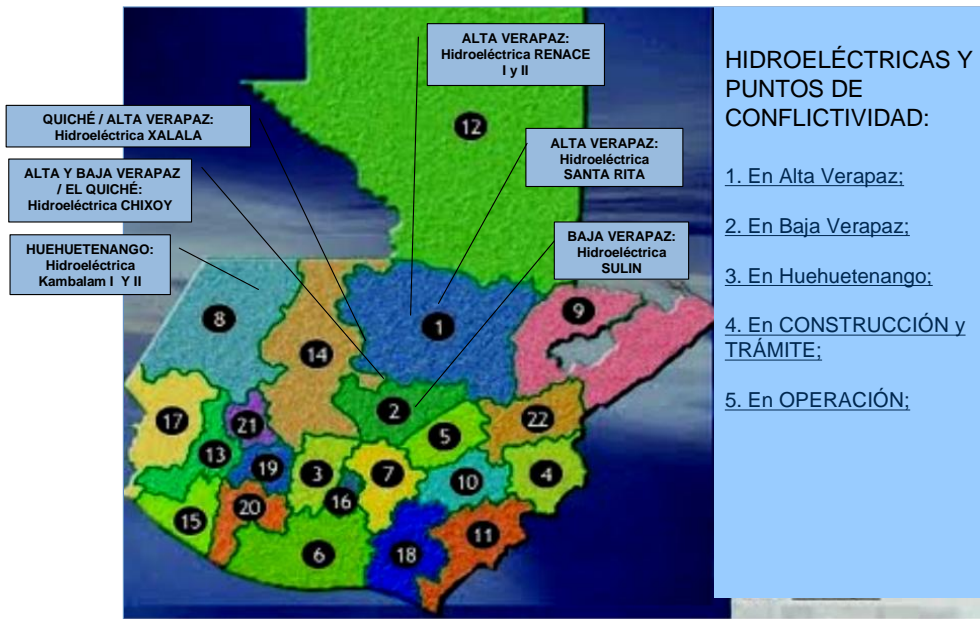 ALTA VERAPAZ:
Hidroeléctrica RENACE
I y II
QUICHÉ / ALTA VERAPAZ:
Hidroeléctrica XALALA
ALTA Y BAJA VERAPAZ
/ EL QUICHÉ:
Hidroeléctrica CHIXOY
HUEHUETENANGO:
Hidroeléctrica
Kambalam I Y II
ALTA VERAPAZ:
Hidroeléctrica
SANTA RITA
BAJA VERAPAZ:
Hidroeléctrica
SULIN
12
9
8
1
14
2
22
17
21
5
13
19
3
7
10
4
16
20
15
6
18
11
HIDROELÉCTRICAS Y
PUNTOS DE
CONFLICTIVIDAD:
1. En Alta Verapaz;
2. En Baja Verapaz;
3. En Huehuetenango;
4. En CONSTRUCCIÓN y
TRÁMITE;
5. En OPERACIÓN;